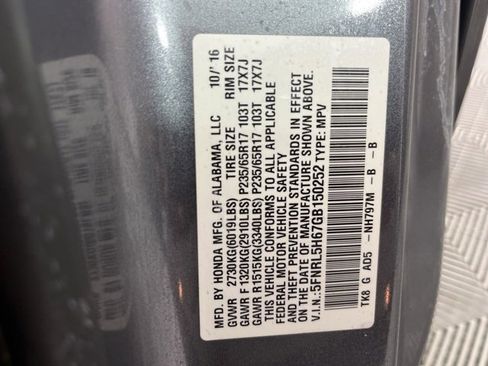 MFD. BY HONDA MFG. OF ALABAMA, LLC 10/'16
GVWR 2730KG(6019LBS) TIRE SIZE RIM SIZE
GAWR F 1320KG(2910LBS) P235/65R17 103T 17X7J
GAWR R1515KG(3340LBS) P235/65R17 103T 17X7J
THIS VEHICLE CONFORMS TO ALL APPLICABLE
FEDERAL MOTOR VEHICLE SAFETY
AND THEFT PREVENTION STANDARDS IN EFFECT
ON THE DATE OF MANUFACTURE SHOWN ABOVE.
V.I.N.: 5FNRL5H67GB150252 TYPE: MPV
TK8 G AD5 -NH797M -B -B